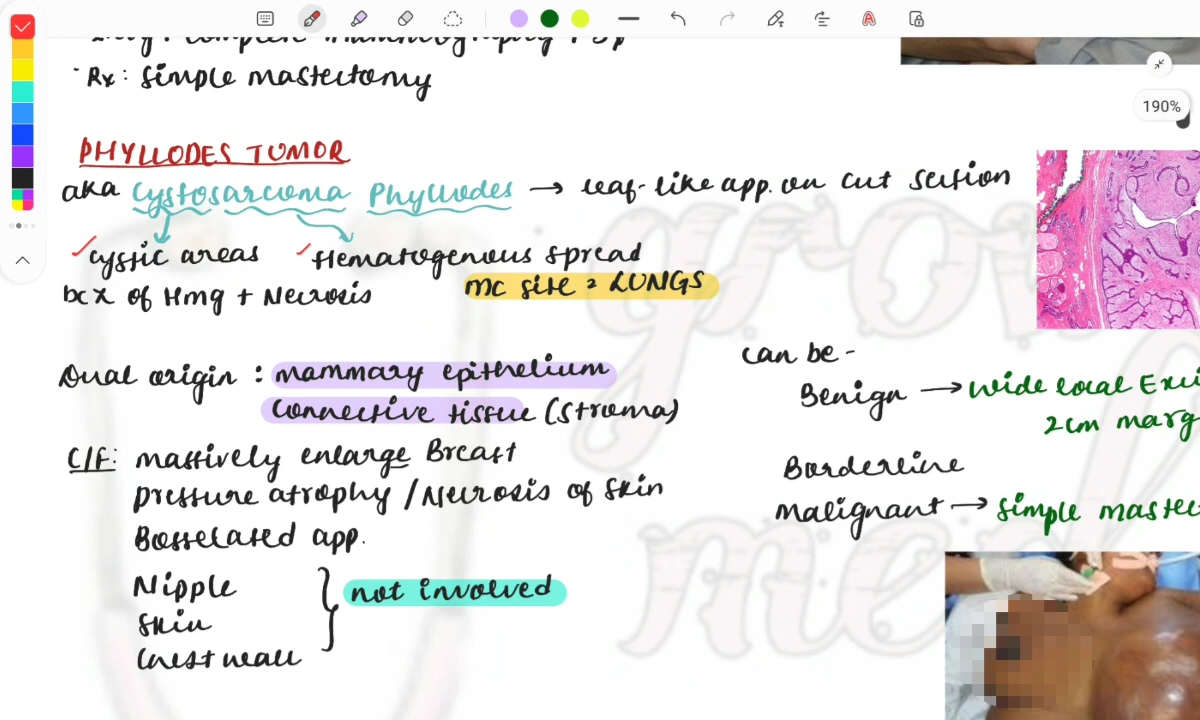 Rx: Simple mastectomy
190%
PHYLLODES TUMOR
aka Cystosarcoma Phyllodes → leaf-like app. on cut section
Cystic areas
Hematogenous spread
bcx of Hmg + Necrosis
mc site = LUNGS
Dual origin : mammary epithelium
connective tissue (stroma)
can be -
Benign → wide local Exci
2cm marg
Borderline
malignant → simple mastec
C/F: massively enlarge Breast
pressure atrophy / Necrosis of skin
Bosselated app.
Nipple
Skin
Chest wall
not involved
grow
med